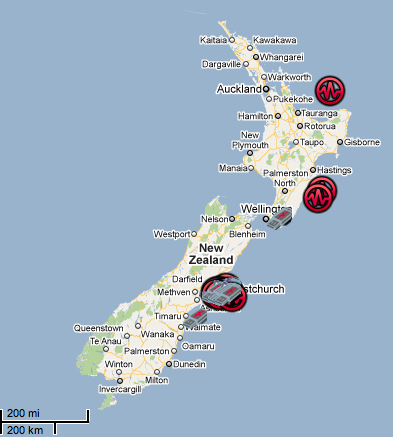 Kaitaia
Kawakawa
Whangarei
Dargaville
Warkworth
Auckland
Pukekohe
Tauranga
Hamilton
Rotorua
New
Plymouth
Taupo
Gisborne
Manaia
Hastings
Palmerston
North
Wellington
Nelson
Blenheim
Westport
New
Zealand
Darfield
Methven
stchurch
Timaru
Waimate
Queenstown
Wanaka
Te Anau
Oamaru
Palmerston
Dunedin
Winton
Milton
Invercargill
200 mi
200 km